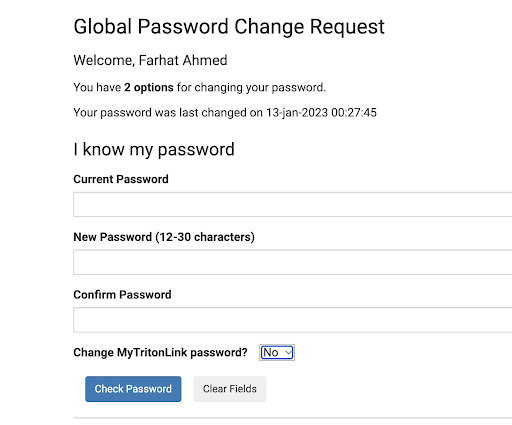 Global Password Change Request
Welcome, Farhat Ahmed
You have 2 options for changing your password.
Your password was last changed on 13-jan-2023 00:27:45
I know my password
Current Password
New Password (12-30 characters)
Confirm Password
Change MyTritonLink password? No
Check Password Clear Fields